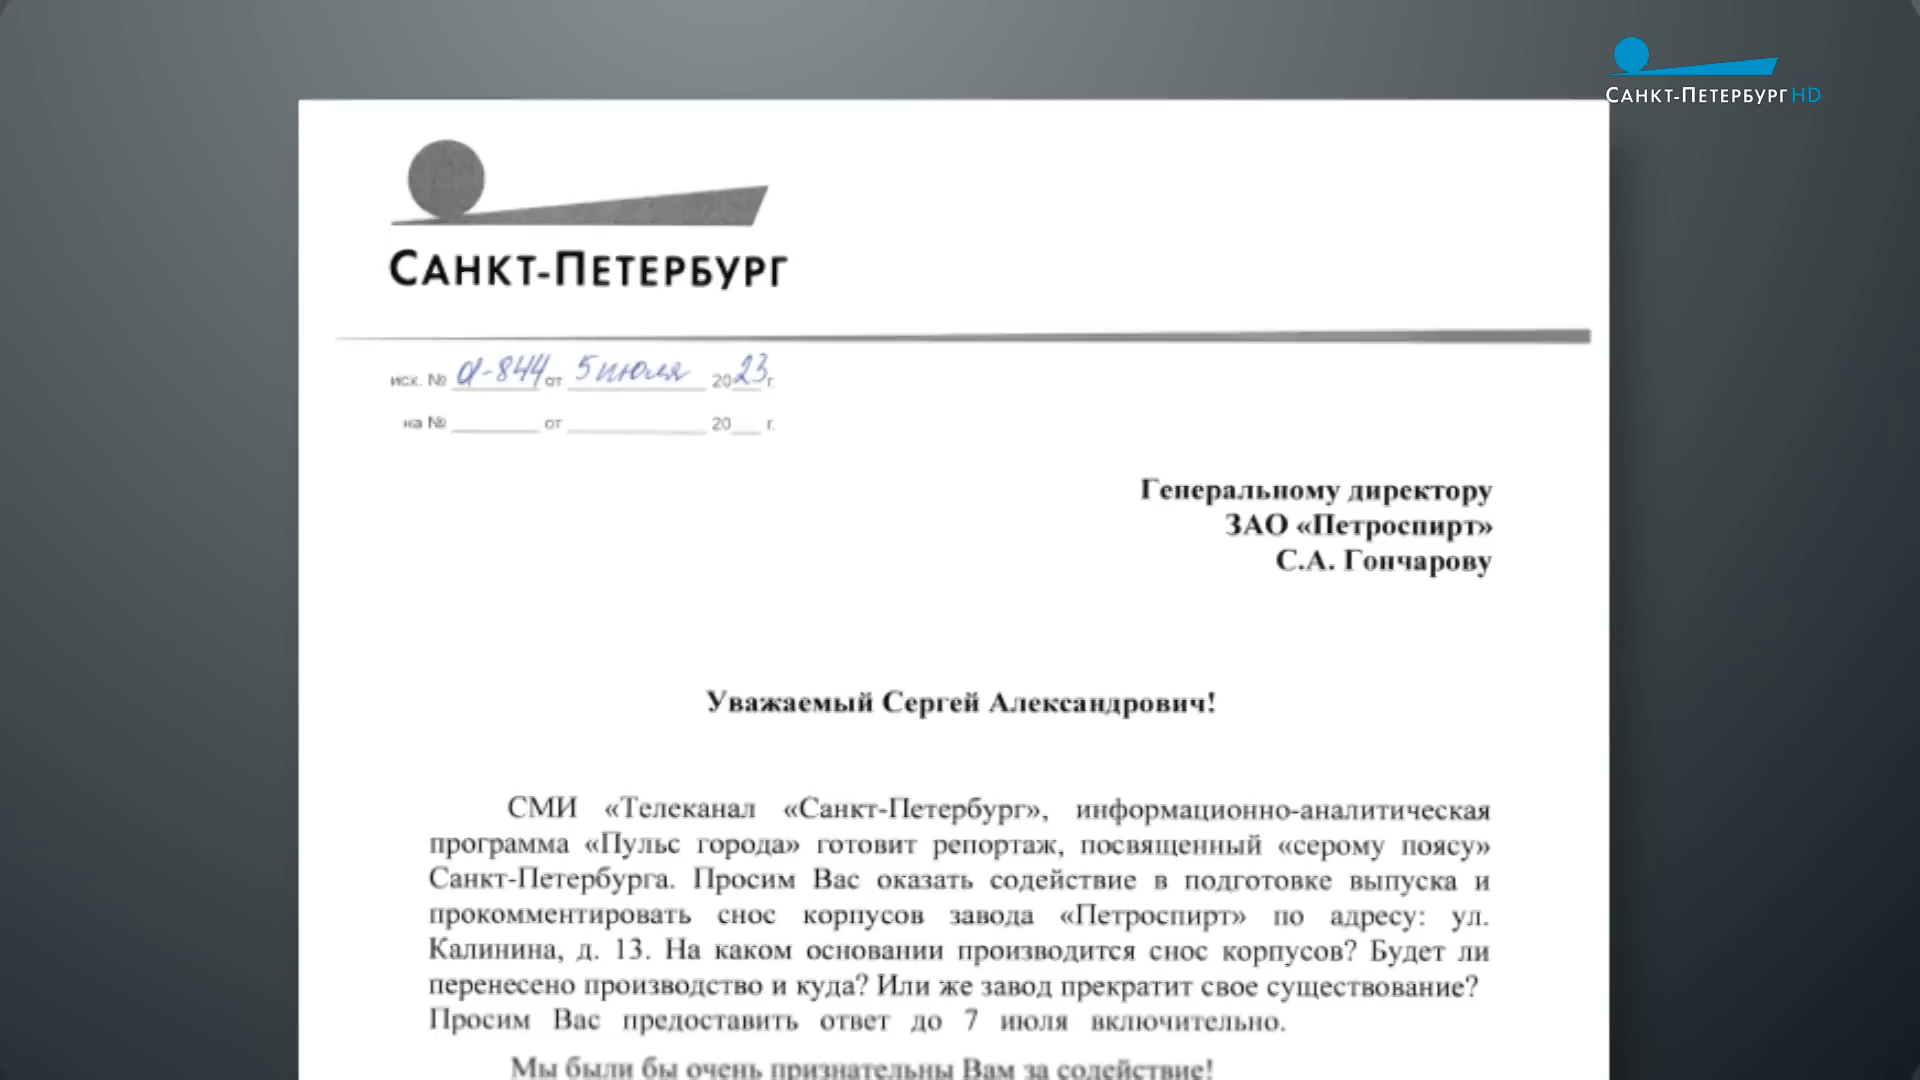 САНКТ-ПЕТЕРБУРГ HD
САНКТ-ПЕТЕРБУРГ
исх. № d-844 от 5 июля 2023 г.
на № ______ от ______ 20__ г.
Генеральному директору
ЗАО «Петроспирт»
С.А. Гончарову
Уважаемый Сергей Александрович!
СМИ «Телеканал «Санкт-Петербург», информационно-аналитическая
программа «Пульс города» готовит репортаж, посвященный «серому поясу»
Санкт-Петербурга. Просим Вас оказать содействие в подготовке выпуска и
прокомментировать снос корпусов завода «Петроспирт» по адресу: ул.
Калинина, д. 13. На каком основании производится снос корпусов? Будет ли
перенесено производство и куда? Или же завод прекратит свое существование?
Просим Вас предоставить ответ до 7 июля включительно.
Мы были бы очень признательны Вам за содействие!